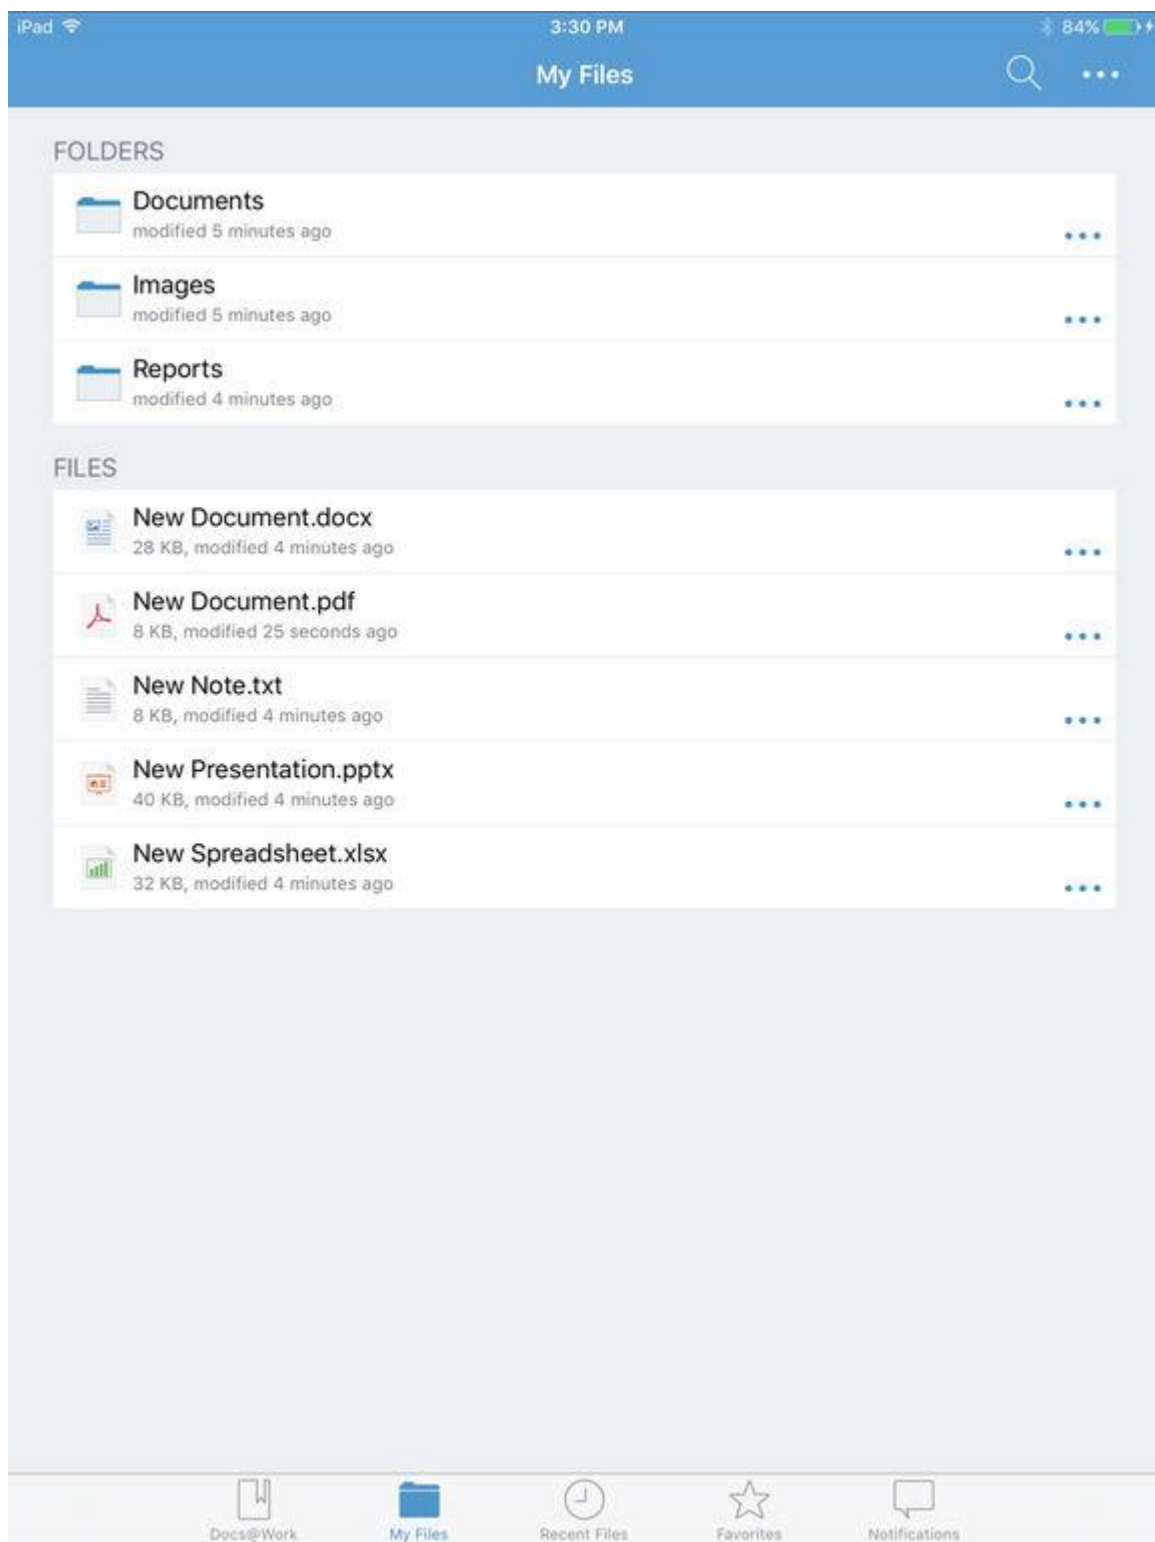 iPad 3:30 PM 84%
My Files
FOLDERS
Documents
modified 5 minutes ago
Images
modified 5 minutes ago
Reports
modified 4 minutes ago
FILES
New Document.docx
28 KB, modified 4 minutes ago
New Document.pdf
8 KB, modified 25 seconds ago
New Note.txt
8 KB, modified 4 minutes ago
New Presentation.pptx
40 KB, modified 4 minutes ago
New Spreadsheet.xlsx
32 KB, modified 4 minutes ago
Docs@Work My Files Recent Files Favorites Notifications